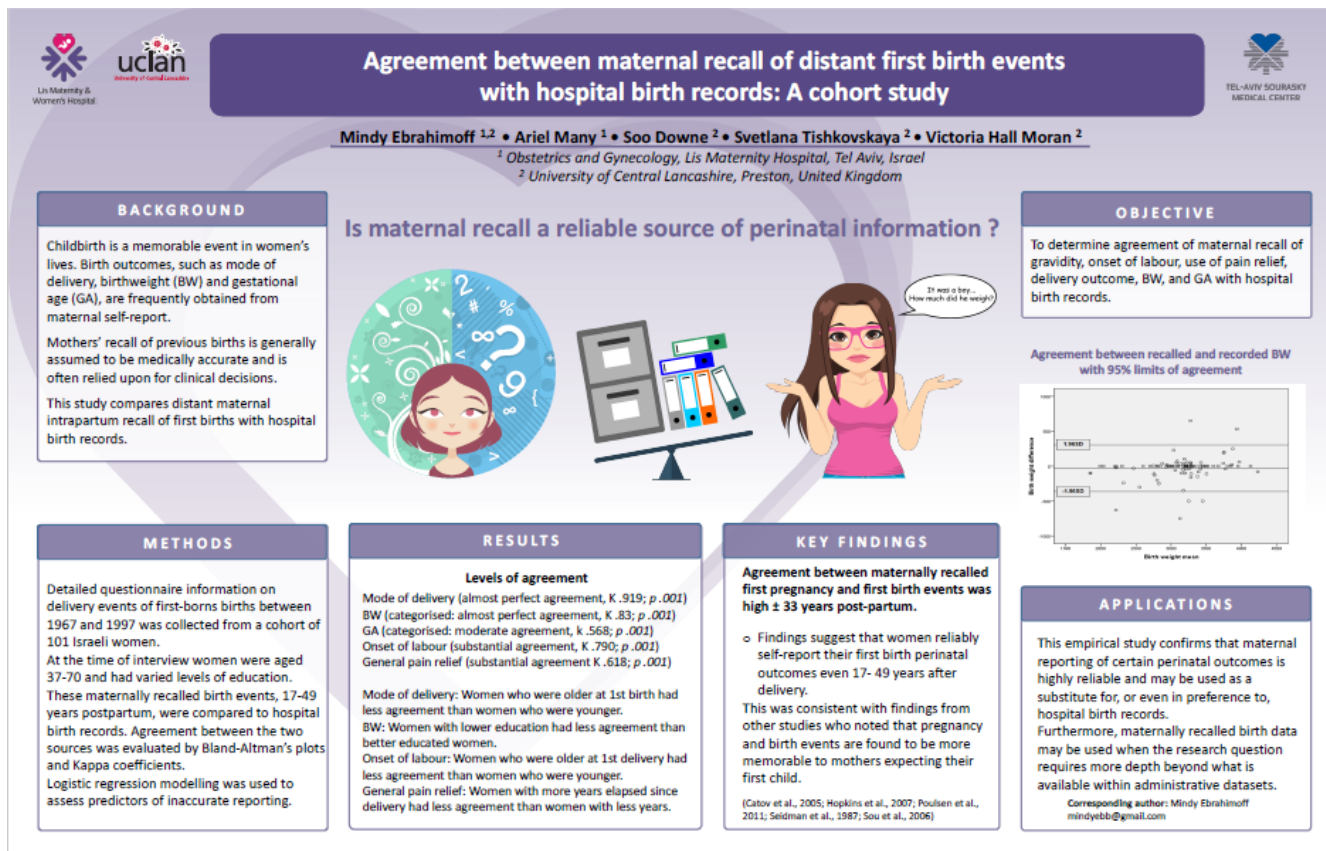 Lis Maternity &
Women's Hospital
uclan
University of Central Lancashire
Agreement between maternal recall of distant first birth events
with hospital birth records: A cohort study
TEL-AVIV SOURASKY
MEDICAL CENTER
Mindy Ebrahimoff 1,2 • Ariel Many 1 • Soo Downe 2 • Svetlana Tishkovskaya 2 • Victoria Hall Moran 2
1 Obstetrics and Gynecology, Lis Maternity Hospital, Tel Aviv, Israel
2 University of Central Lancashire, Preston, United Kingdom
BACKGROUND
Childbirth is a memorable event in women's
lives. Birth outcomes, such as mode of
delivery, birthweight (BW) and gestational
age (GA), are frequently obtained from
maternal self-report.
Mothers' recall of previous births is generally
assumed to be medically accurate and is
often relied upon for clinical decisions.
This study compares distant maternal
intrapartum recall of first births with hospital
birth records.
Is maternal recall a reliable source of perinatal information ?
It was a boy...
How much did he weigh?
OBJECTIVE
To determine agreement of maternal recall of
gravidity, onset of labour, use of pain relief,
delivery outcome, BW, and GA with hospital
birth records.
Agreement between recalled and recorded BW
with 95% limits of agreement
Birth weight difference
1000
500
0
-500
-1000
1.96SD
-1.96SD
1500 2000 2500 3000 3500 4000 4500
Birth weight mean
METHODS
Detailed questionnaire information on
delivery events of first-borns births between
1967 and 1997 was collected from a cohort of
101 Israeli women.
At the time of interview women were aged
37-70 and had varied levels of education.
These maternally recalled birth events, 17-49
years postpartum, were compared to hospital
birth records. Agreement between the two
sources was evaluated by Bland-Altman's plots
and Kappa coefficients.
Logistic regression modelling was used to
assess predictors of inaccurate reporting.
RESULTS
Levels of agreement
Mode of delivery (almost perfect agreement, K .919; p .001)
BW (categorised: almost perfect agreement, K .83; p .001)
GA (categorised: moderate agreement, k .568; p .001)
Onset of labour (substantial agreement, K .790; p .001)
General pain relief (substantial agreement K .618; p .001)
Mode of delivery: Women who were older at 1st birth had
less agreement than women who were younger.
BW: Women with lower education had less agreement than
better educated women.
Onset of labour: Women who were older at 1st delivery had
less agreement than women who were younger.
General pain relief: Women with more years elapsed since
delivery had less agreement than women with less years.
KEY FINDINGS
Agreement between maternally recalled
first pregnancy and first birth events was
high ± 33 years post-partum.
o Findings suggest that women reliably
self-report their first birth perinatal
outcomes even 17- 49 years after
delivery.
This was consistent with findings from
other studies who noted that pregnancy
and birth events are found to be more
memorable to mothers expecting their
first child.
(Catov et al., 2005; Hopkins et al., 2007; Poulsen et al.,
2011; Seidman et al., 1987; Sou et al., 2006)
APPLICATIONS
This empirical study confirms that maternal
reporting of certain perinatal outcomes is
highly reliable and may be used as a
substitute for, or even in preference to,
hospital birth records.
Furthermore, maternally recalled birth data
may be used when the research question
requires more depth beyond what is
available within administrative datasets.
Corresponding author: Mindy Ebrahimoff
mindyebb@gmail.com